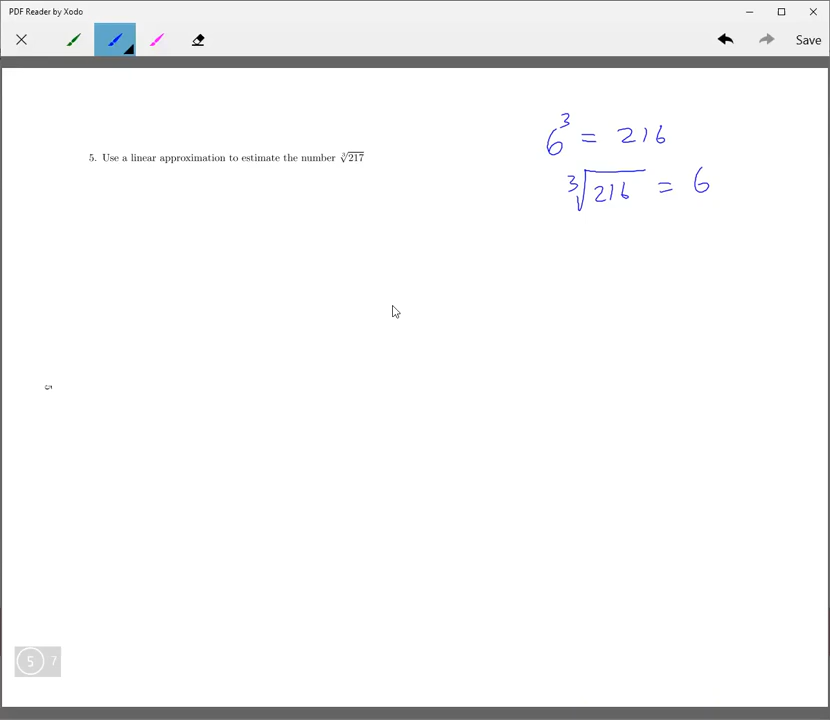 PDF Reader by Xodo
Save
6³ = 216
5. Use a linear approximation to estimate the number ∛217
∛216 = 6
5
5 7